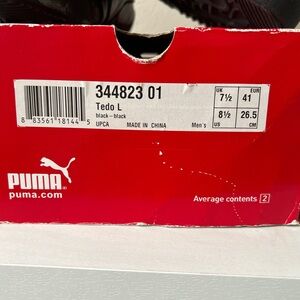 344823 01
Tedo L
black-black
8 83561 18144 5
UPCA MADE IN CHINA Men's
UK EUR
7½ 41
8½ 26.5
US CM
PUMA®
puma.com
Average contents 2